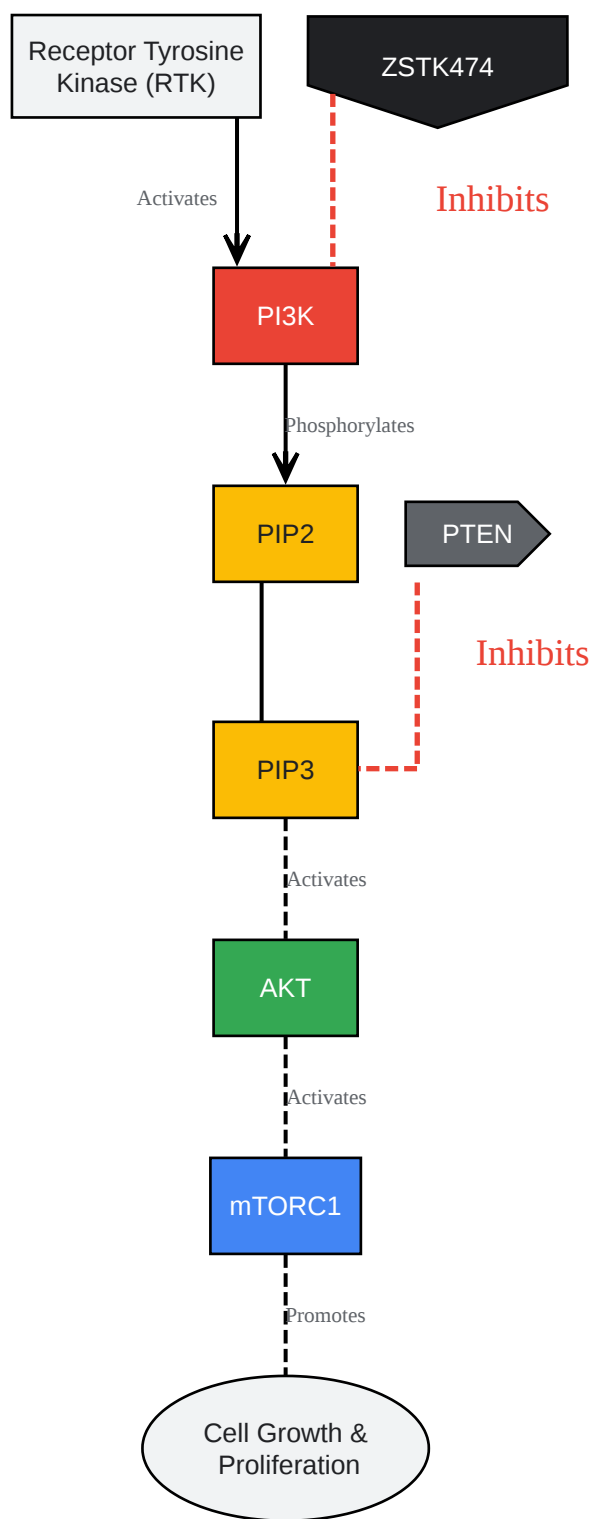 Receptor Tyrosine
Kinase (RTK)
ZSTK474
Activates
Inhibits
PI3K
Phosphorylates
PIP2
PTEN
Inhibits
PIP3
Activates
AKT
Activates
mTORC1
Promotes
Cell Growth &
Proliferation